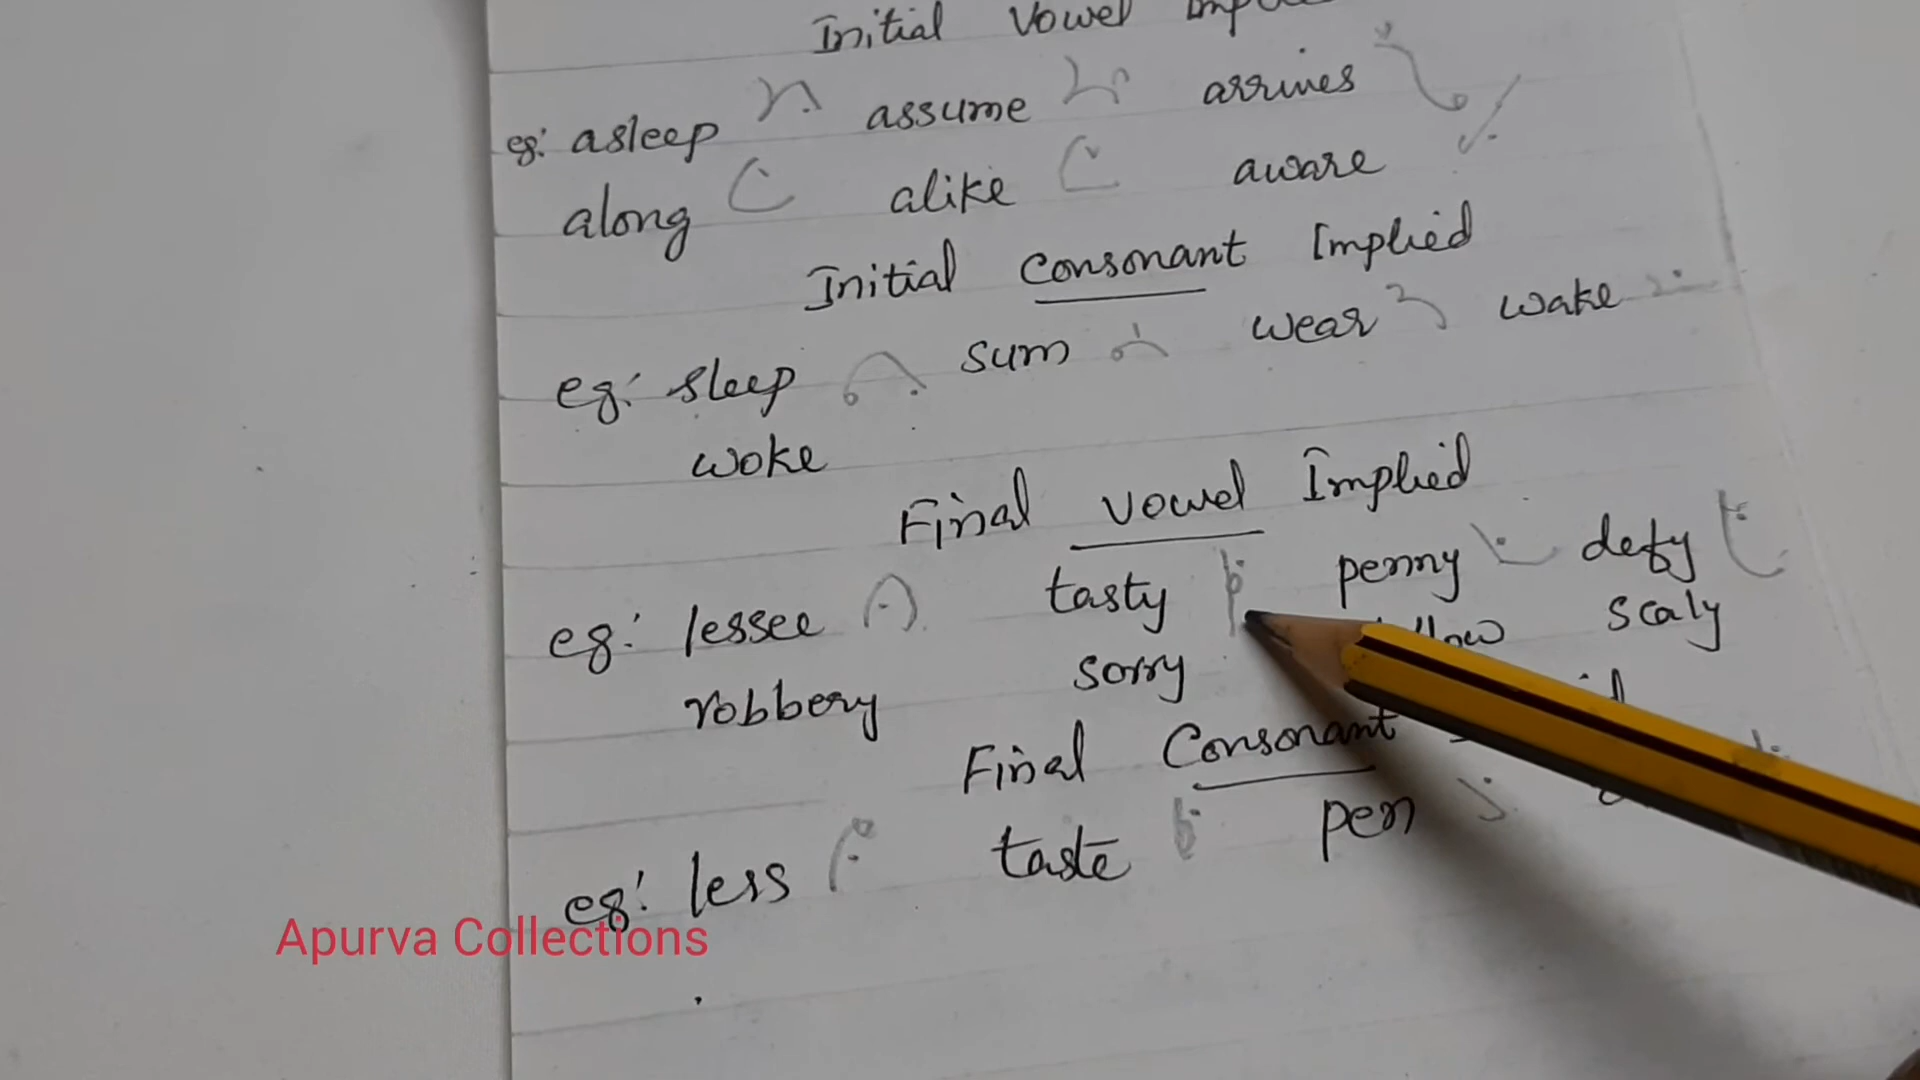 Initial Vowel
eg: asleep assume arrives
along alike aware
Initial Consonant Implied
eg: sleep sum wear wake
woke
Final Vowel Implied
eg: lessee tasty penny defy
robbery sorry scaly
Final Consonant
eg: less taste pen
Apurva Collections